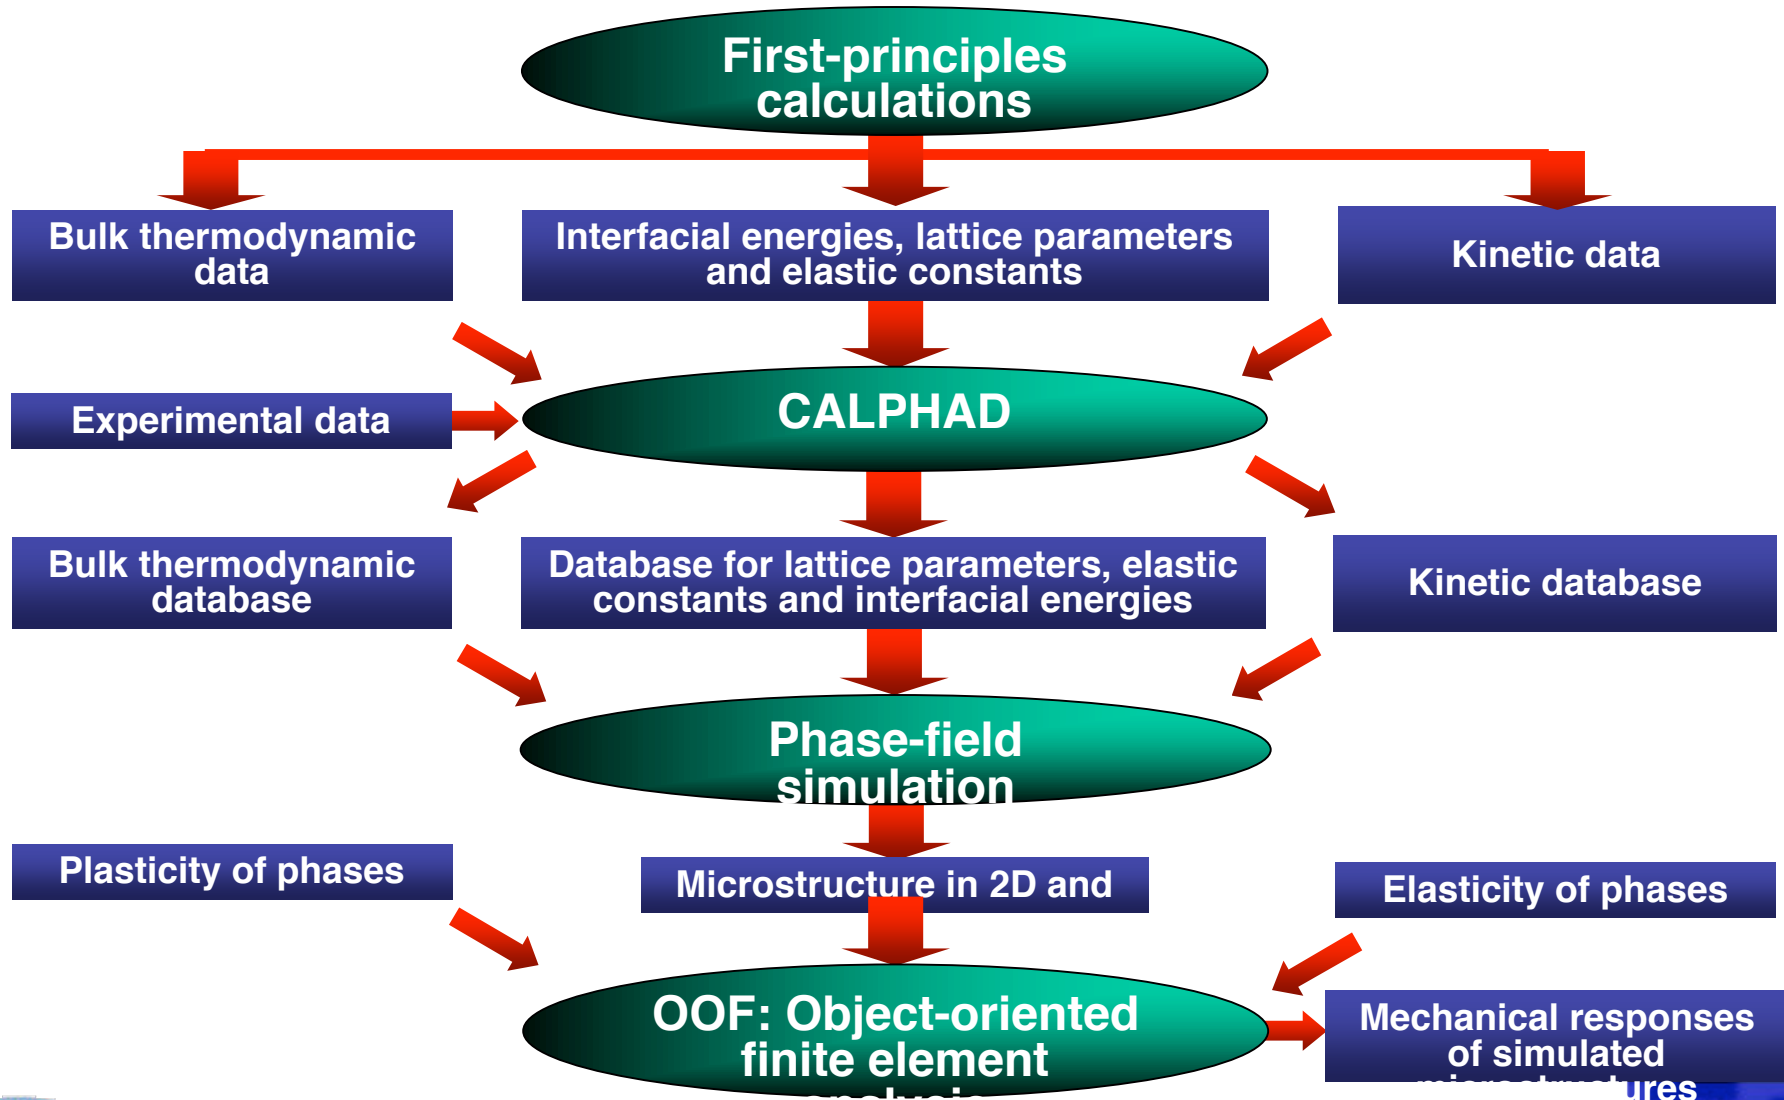 First-principles
calculations
Bulk thermodynamic
data
Interfacial energies, lattice parameters
and elastic constants
Kinetic data
Experimental data
CALPHAD
Bulk thermodynamic
database
Database for lattice parameters, elastic
constants and interfacial energies
Kinetic database
Phase-field
simulation
Plasticity of phases
Microstructure in 2D and
Elasticity of phases
OOF: Object-oriented
finite element
analysis
Mechanical responses
of simulated
microstructures